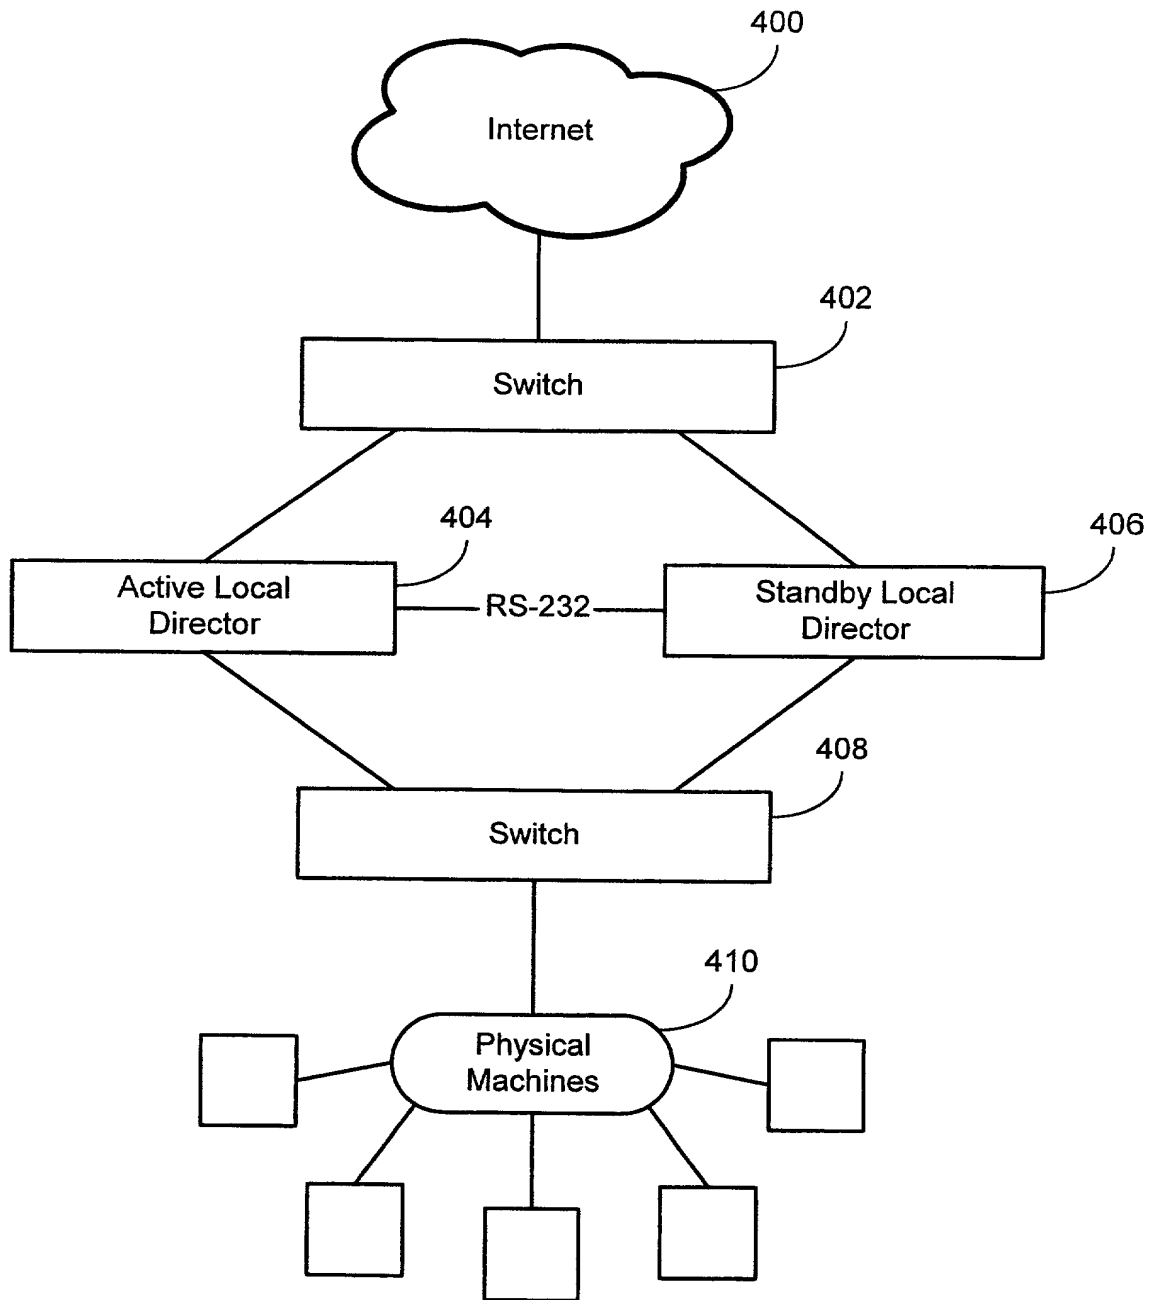 400
Internet
402
Switch
404
406
Active Local
Director
RS-232
Standby Local
Director
408
Switch
410
Physical
Machines